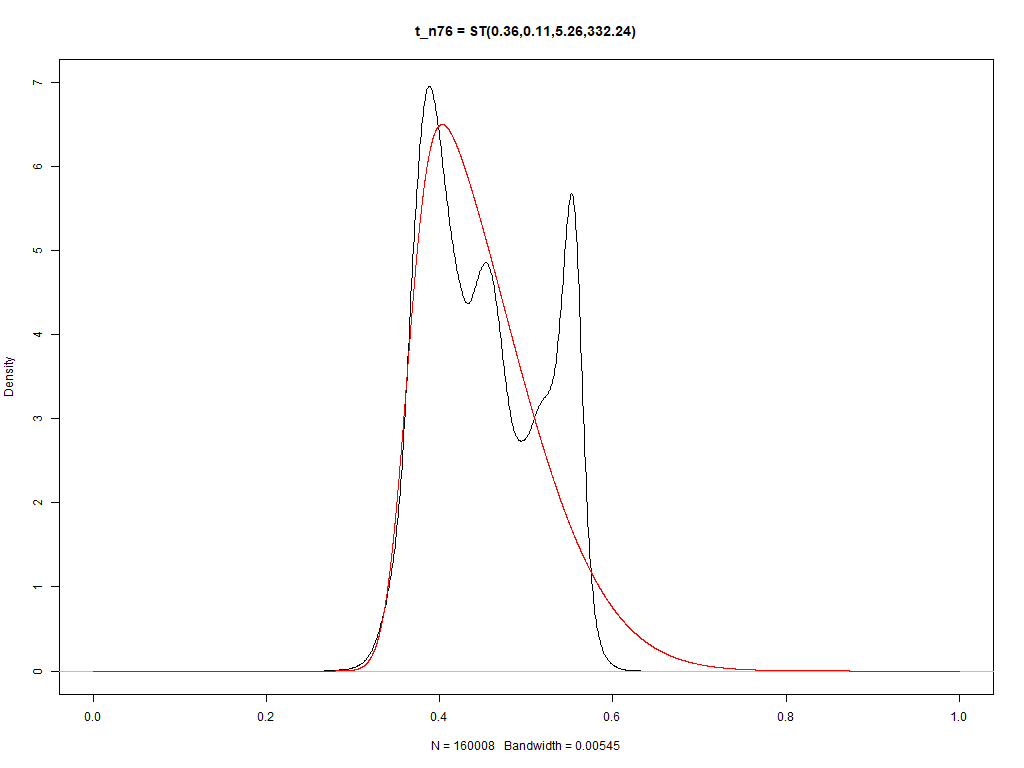 t_n76 = ST(0.36,0.11,5.26,332.24)
7
6
5
4
3
2
1
0
Density
0.0 0.2 0.4 0.6 0.8 1.0
N = 160008 Bandwidth = 0.00545